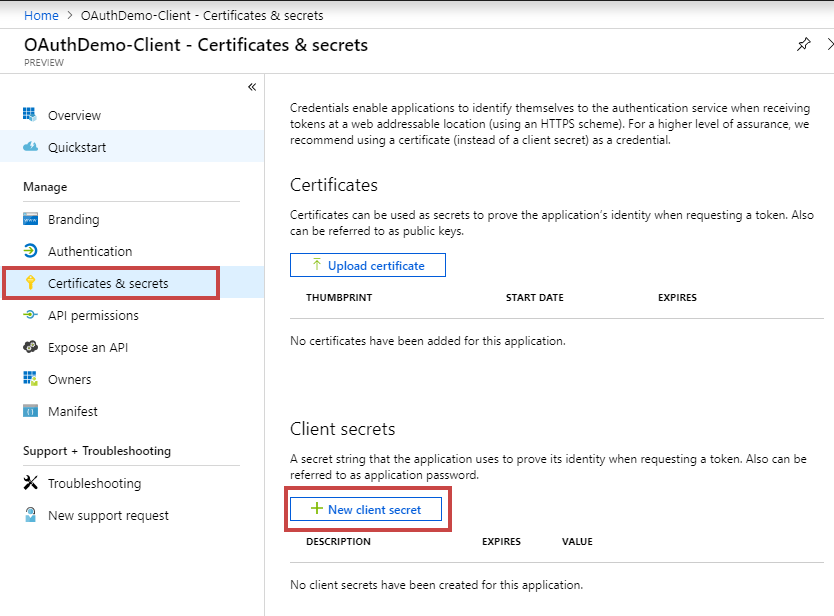 Home > OAuthDemo-Client - Certificates & secrets
OAuthDemo-Client - Certificates & secrets
PREVIEW
«
Overview
Quickstart
Manage
Branding
Authentication
Certificates & secrets
API permissions
Expose an API
Owners
Manifest
Support + Troubleshooting
Troubleshooting
New support request
Credentials enable applications to identify themselves to the authentication service when receiving
tokens at a web addressable location (using an HTTPS scheme). For a higher level of assurance, we
recommend using a certificate (instead of a client secret) as a credential.
Certificates
Certificates can be used as secrets to prove the application's identity when requesting a token. Also
can be referred to as public keys.
Upload certificate
THUMBPRINT START DATE EXPIRES
No certificates have been added for this application.
Client secrets
A secret string that the application uses to prove its identity when requesting a token. Also can be
referred to as application password.
New client secret
DESCRIPTION EXPIRES VALUE
No client secrets have been created for this application.